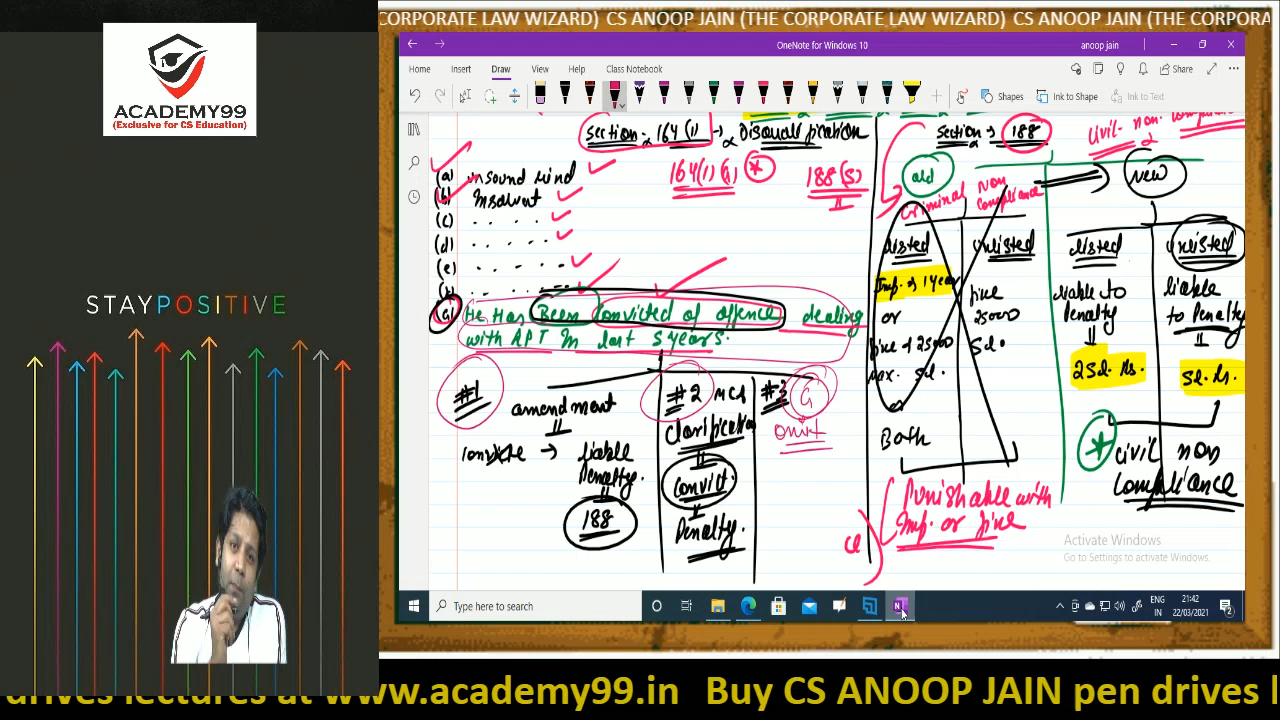 CORPORATE LAW WIZARD) CS ANOOP JAIN (THE CORPORATE LAW WIZARD) CS ANOOP JAIN (THE CORPORA
ACADEMY99
(Exclusive for CS Education)
STAYPOSITIVE
OneNote for Windows 10
anoop jain
Home Insert Draw View Help Class Notebook
Share
Shapes
Ink to Shape
Ink to Text
Section : 164(1) → Disqualification
164(1)(g) *
188(5)
(a) unsound mind
(b) Insolvent
(c) . . . . .
(d) . . . . .
(e) . . . . .
(g) He Has Been Convicted of offence dealing
with RPT In last 5 years.
#1
amendment
→ liable
Penalty.
188
#2 MCA
Clarification
Convict
Penalty.
#3 G
omit
Section → 188
Civil - non -
old
Criminal
Non
Compliance
listed
Imp. of 1 year
or
fine of 25000
Max. 5l.
Both
unlisted
fine
25000
5l.
Punishable with
Imp. or fine
New
listed
liable to
Penalty
25l. Rs.
unlisted
liable
to Penalty
5l. Rs.
* civil non
Compliance
Activate Windows
Go to Settings to activate Windows.
Type here to search
ENG
IN
21:42
22/03/2021
drives lectures at www.academy99.in Buy CS ANOOP JAIN pen drives